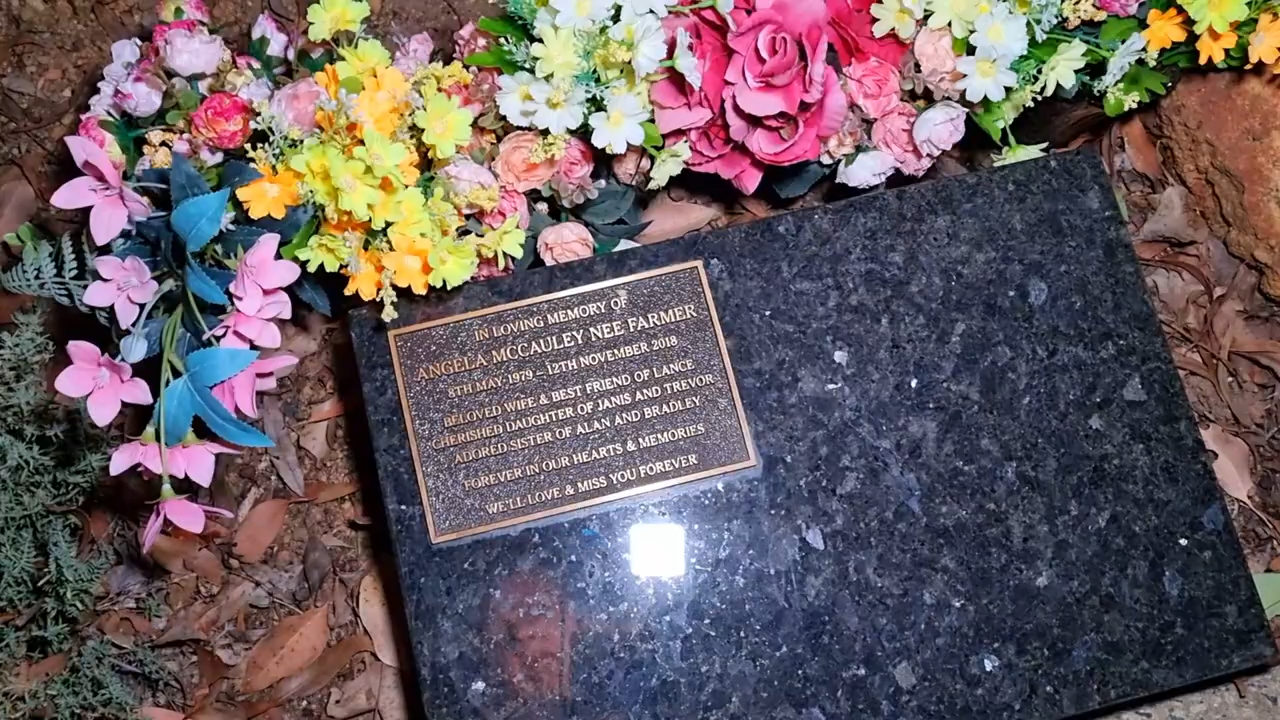 IN LOVING MEMORY OF
ANGELA MCCAULEY NEE FARMER
8TH MAY 1979 – 12TH NOVEMBER 2018
BELOVED WIFE & BEST FRIEND OF LANCE
CHERISHED DAUGHTER OF JANIS AND TREVOR
ADORED SISTER OF ALAN AND BRADLEY
FOREVER IN OUR HEARTS & MEMORIES
WE'LL LOVE & MISS YOU FOREVER